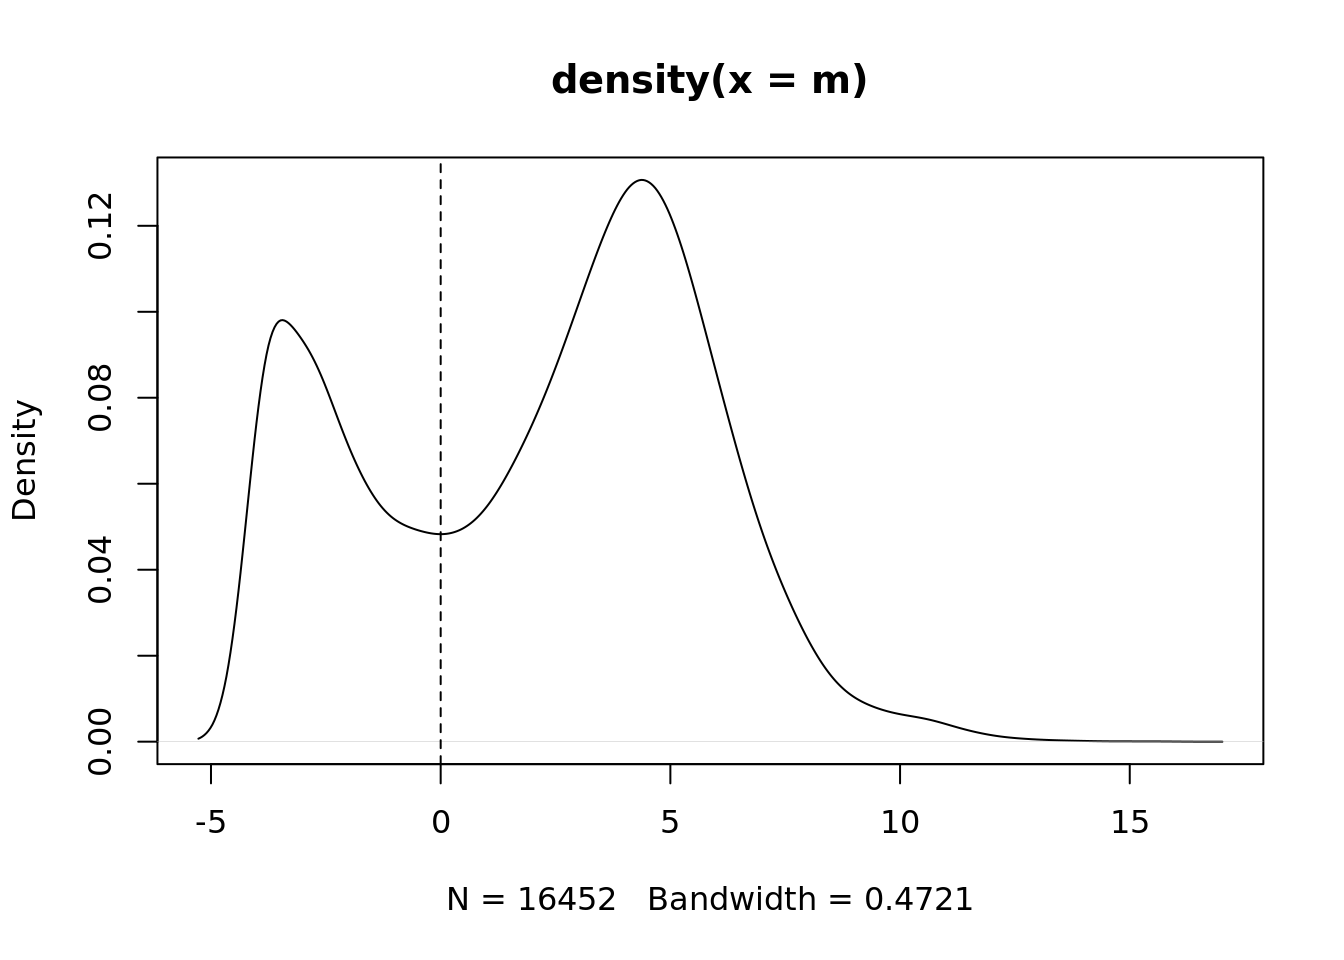 density(x = m)
Density
0.12
0.08
0.04
0.00
-5 0 5 10 15
N = 16452 Bandwidth = 0.4721